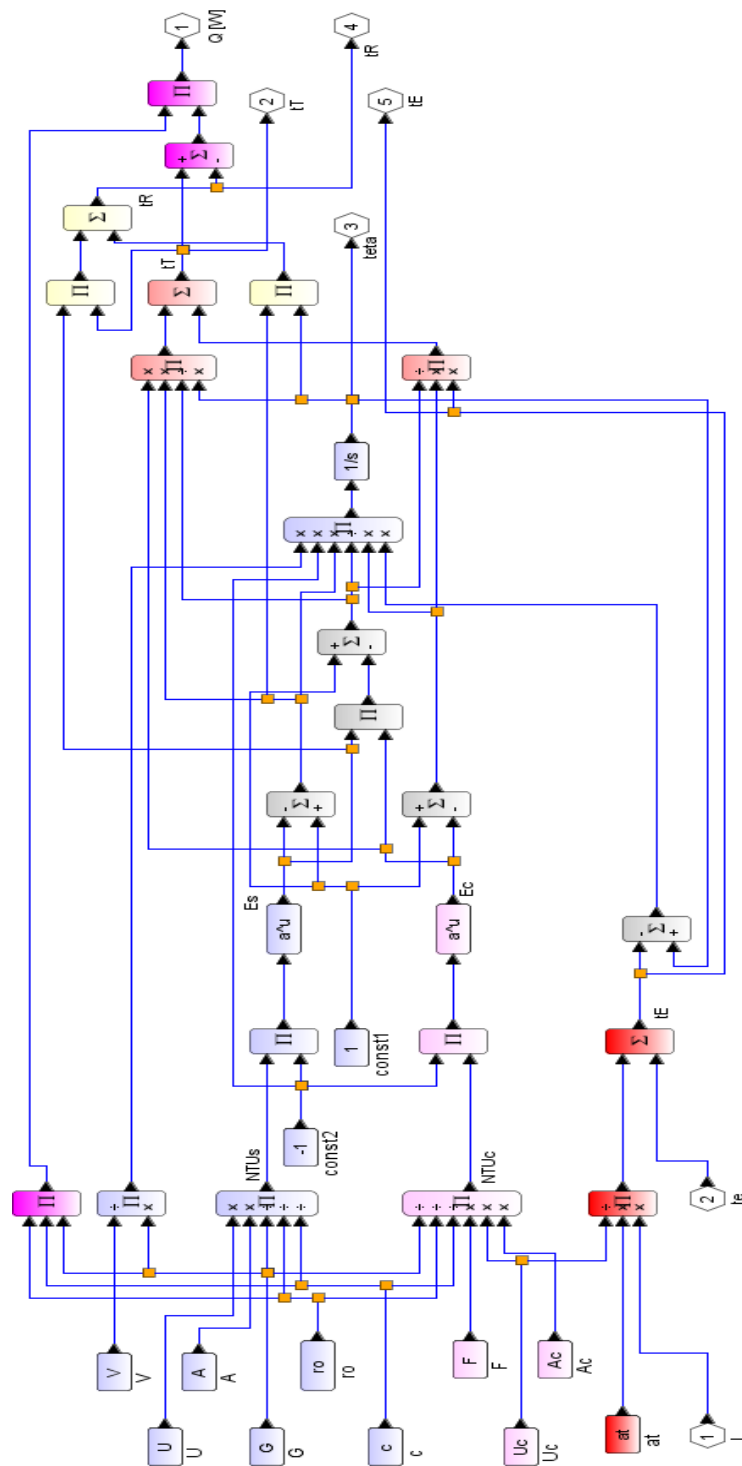 V
V
U
U
A
A
G
G
ro
ro
c
c
F
F
Uc
Uc
Ac
Ac
at
at
1
I
2
te
Π
÷ Π ×
× × Π ÷ ÷ ÷
NTUs
÷ ÷ ÷ Π × × ×
NTUc
÷ × Π ×
-1
const2
1
const1
Π
Π
Σ
tE
a^u
Es
a^u
Ec
- Σ +
+ Σ -
- Σ +
Π
+ Σ -
× × × Π ÷ × ×
1/s
× × Π ÷ ×
÷ Π × ×
Π
Π
Σ
tT
Σ
tR
+ Σ -
Π
1
Q [W]
2
tT
3
teta
4
tR
5
tE